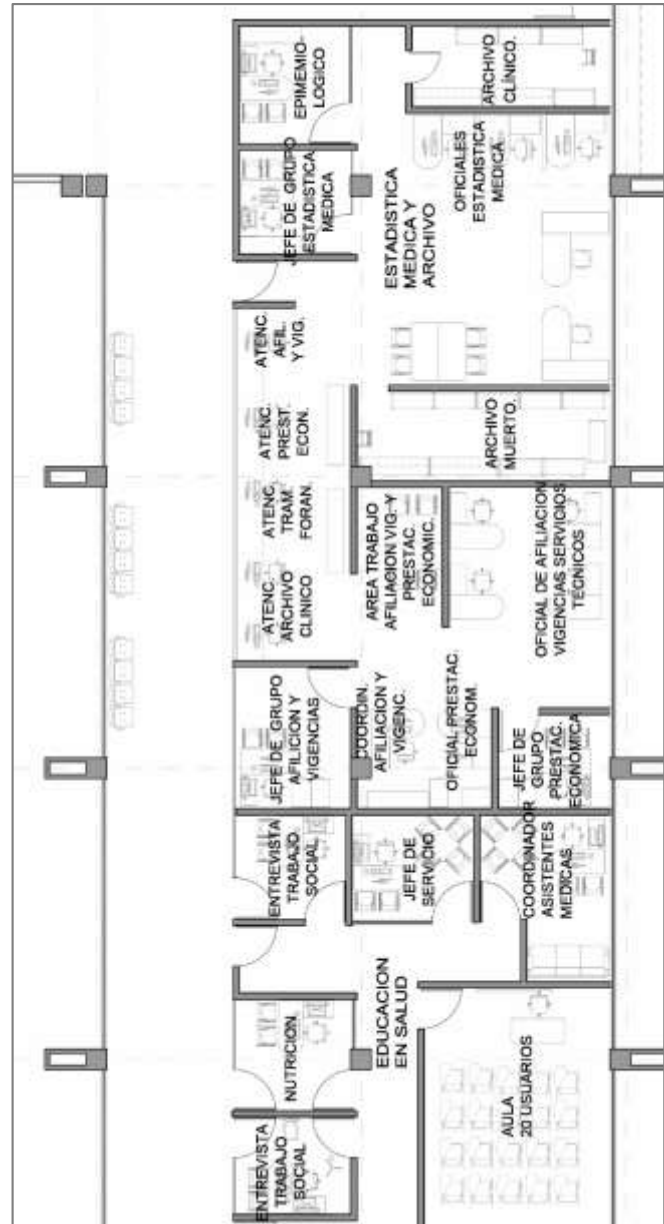 EPIMEMIO-
LOGICO
ARCHIVO
CLÍNICO.
JEFE DE GRUPO
ESTADISTICA
MEDICA
OFICIALES
ESTADISTICA
MEDICA.
ESTADISTICA
MEDICA Y
ARCHIVO
ATENC.
AFIL.
Y VIG.
ATENC.
PREST.
ECON.
ARCHIVO
MUERTO.
ATENC.
TRAM.
FORAN.
AREA TRABAJO
AFILIACION VIG. Y
PRESTAC.
ECONOMIC.
OFICIAL DE AFILIACION
VIGENCIAS SERVICIOS
TÉCNICOS
ATENC.
ARCHIVO
CLINICO
JEFE DE GRUPO
AFILICION Y
VIGENCIAS
COORDIN.
AFILIACION Y
VIGENC.
OFICIAL PRESTAC.
ECONOM.
JEFE DE
GRUPO
PRESTAC.
ECONOMICA
ENTREVISTA
TRABAJO
SOCIAL
JEFE DE
SERVICIO
COORDINADOR
ASISTENTES
MEDICAS
NUTRICION.
EDUCACION
EN SALUD
AULA
20 USUARIOS
ENTREVISTA
TRABAJO
SOCIAL